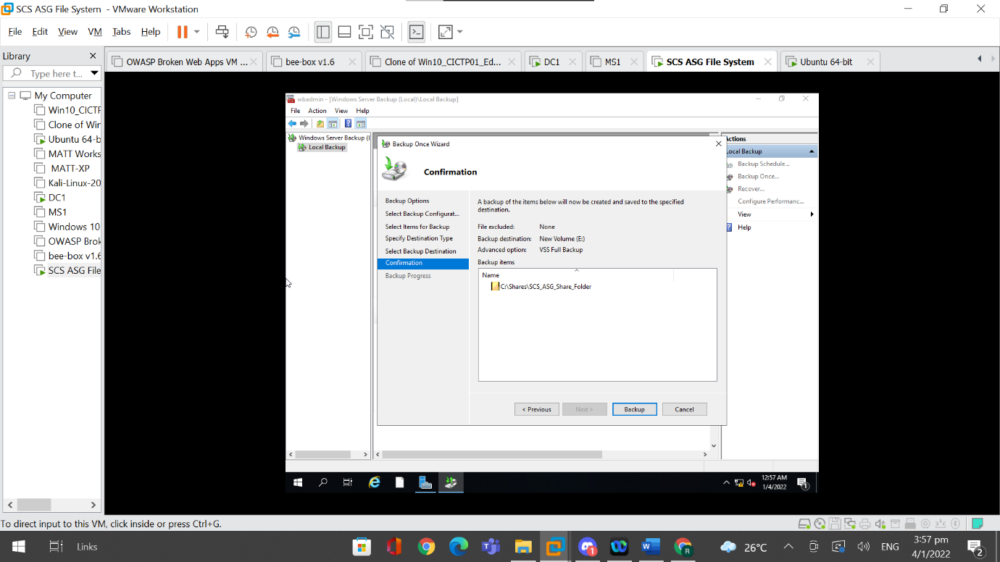 SCS ASG File System - VMware Workstation
File Edit View VM Tabs Help
Library
Type here t...
OWASP Broken Web Apps VM ...
bee-box v1.6
Clone of Win10_CICTP01_Ed...
DC1
MS1
SCS ASG File System
Ubuntu 64-bit
My Computer
Win10_CICTF
Clone of Wir
Ubuntu 64-b
MATT Works
MATT-XP
Kali-Linux-20
DC1
MS1
Windows 10
OWASP Brok
bee-box v1.6
SCS ASG File
wbadmin - [Windows Server Backup (Local)\Local Backup]
File Action View Help
Windows Server Backup (l
Local Backup
Backup Once Wizard
Confirmation
Backup Options
Select Backup Configurat...
Select Items for Backup
Specify Destination Type
Select Backup Destination
Confirmation
Backup Progress
A backup of the items below will now be created and saved to the specified
destination.
File excluded: None
Backup destination: New Volume (E:)
Advanced option: VSS Full Backup
Backup items
Name
C:\Shares\SCS_ASG_Share_Folder
< Previous Next > Backup Cancel
Actions
Local Backup
Backup Schedule...
Backup Once...
Recover...
Configure Performanc...
View
Help
12:57 AM
1/4/2022
1
To direct input to this VM, click inside or press Ctrl+G.
Links
1
R
26°C
ENG
3:57 pm
4/1/2022
2